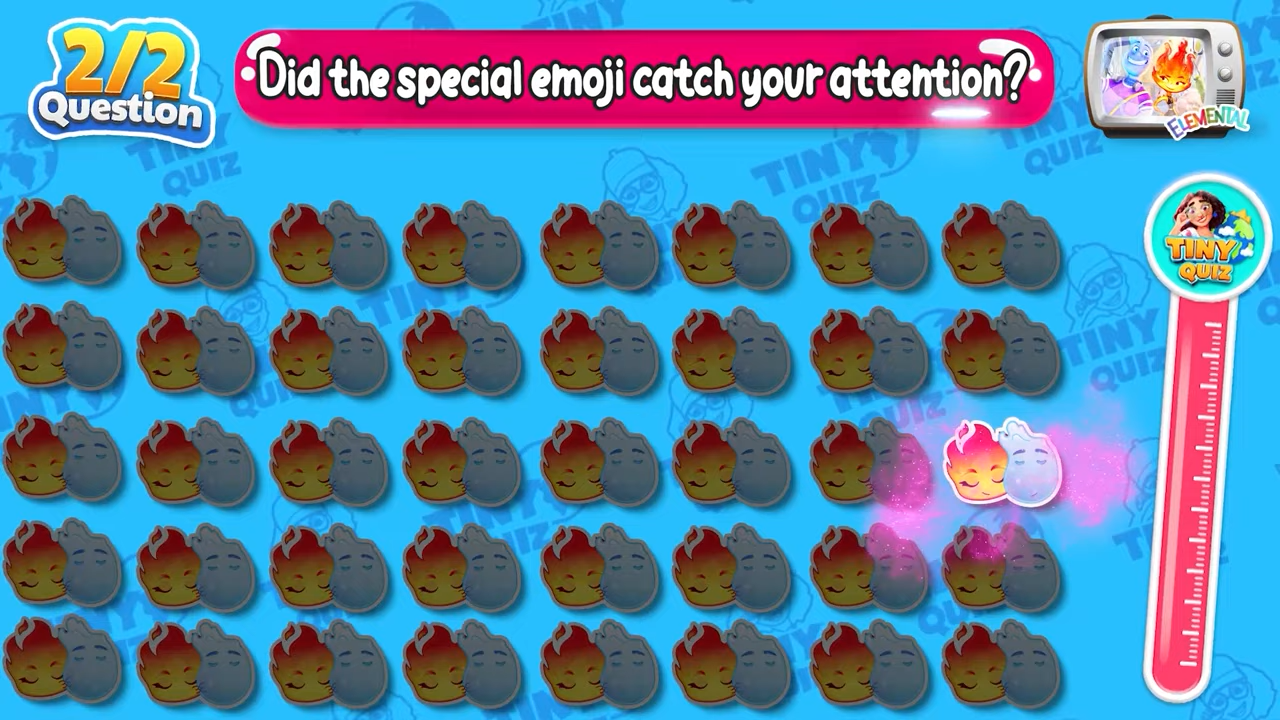 2/2
Question
Did the special emoji catch your attention?
ELEMENTAL
TINY
QUIZ